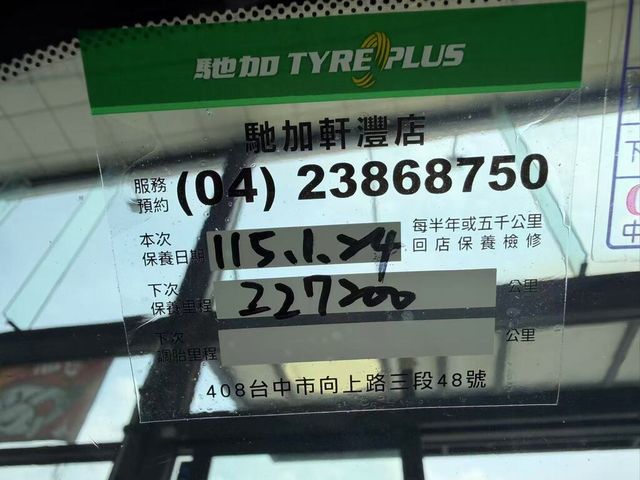 馳加 TYREPLUS
馳加軒灃店
服務預約 (04) 23868750
本次保養日期 115.1.24 每半年或五千公里回店保養檢修
下次保養里程 227200 公里
下次調胎里程 公里
408台中市向上路三段48號
下
中